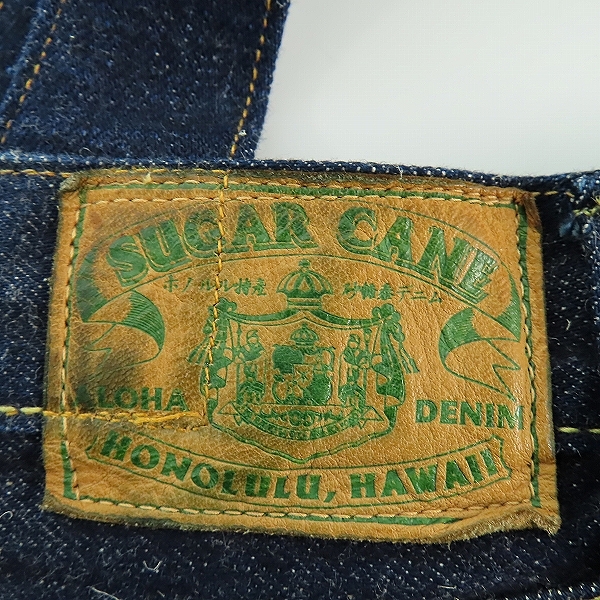 SUGAR CANE
ホノルル特産 砂糖黍デニム
ALOHA DENIM
HONOLULU, HAWAII